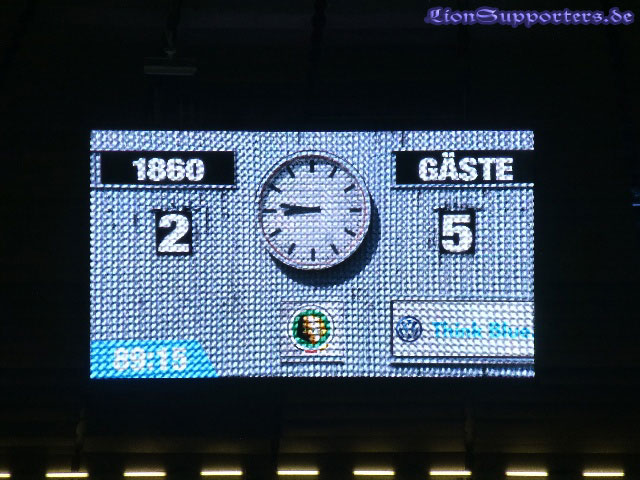 LionSupporters.de
1860
GÄSTE
2
5
Think Blue
89:15